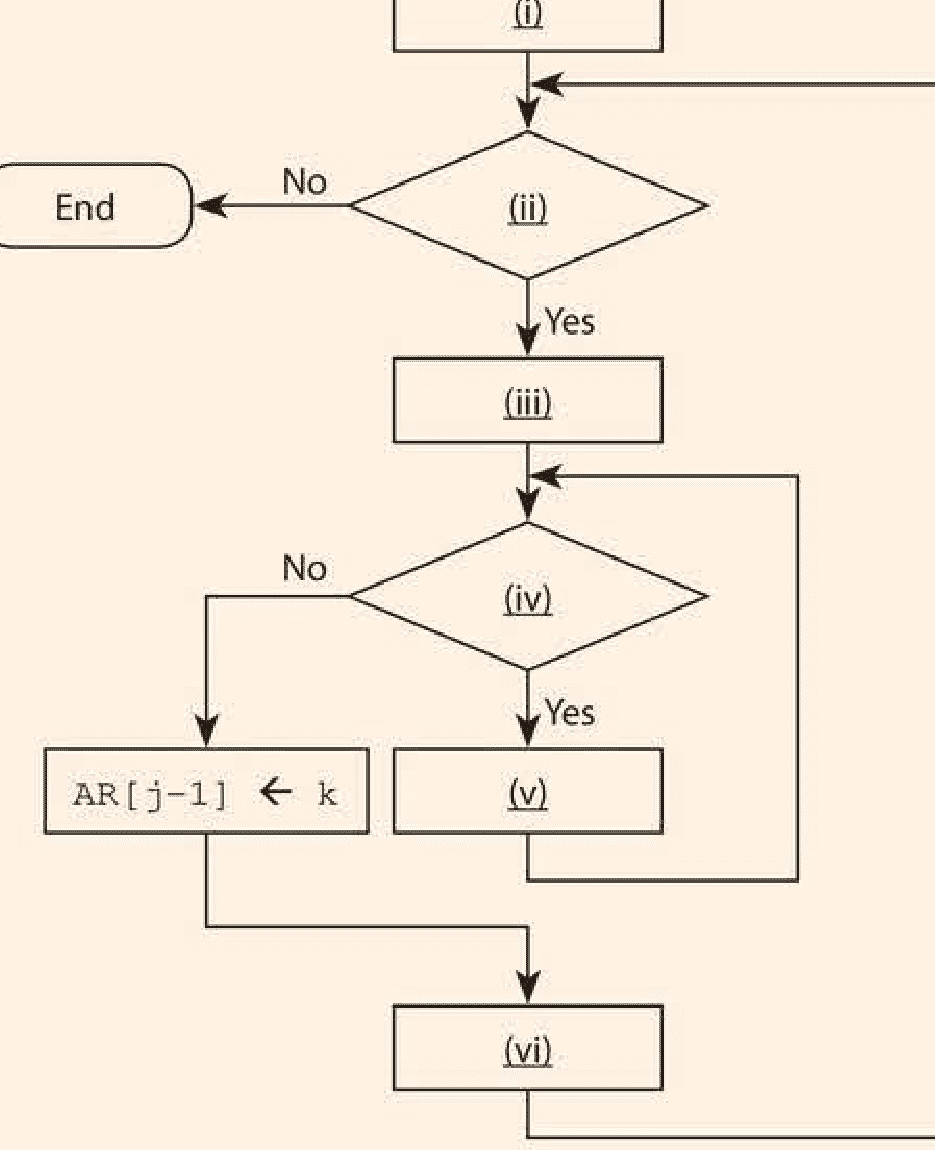 (i)
No
(ii)
End
Yes
(iii)
No
(iv)
Yes
AR[j-1] ← k
(v)
(vi)